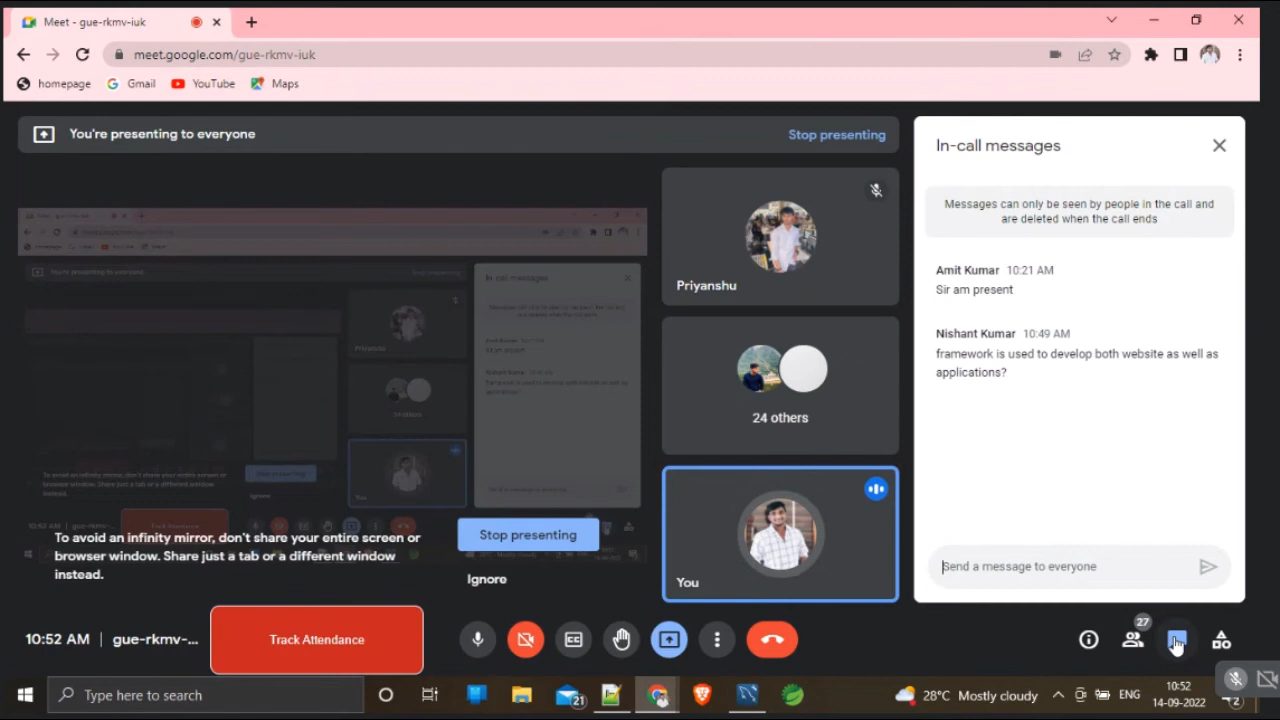 Meet - gue-rkmv-iuk
meet.google.com/gue-rkmv-iuk
homepage
Gmail
YouTube
Maps
You're presenting to everyone
Stop presenting
In-call messages
Messages can only be seen by people in the call and
are deleted when the call ends
Amit Kumar 10:21 AM
Sir am present
Nishant Kumar 10:49 AM
framework is used to develop both website as well as
applications?
Priyanshu
24 others
You
To avoid an infinity mirror, don't share your entire screen or
browser window. Share just a tab or a different window
instead.
Stop presenting
Ignore
Send a message to everyone
10:52 AM
gue-rkmv-...
Track Attendance
CC
27
Type here to search
21
28°C Mostly cloudy
ENG
10:52
14-09-2022
2